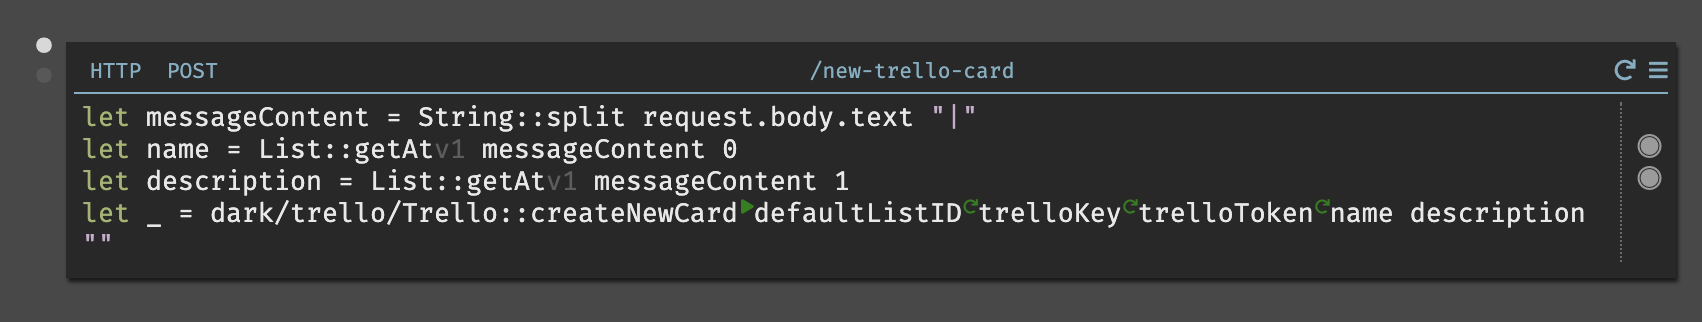 HTTP POST /new-trello-card
let messageContent = String::split request.body.text "|"
let name = List::getAtv1 messageContent 0
let description = List::getAtv1 messageContent 1
let _ = dark/trello/Trello::createNewCard defaultListID trelloKey trelloToken name description
""